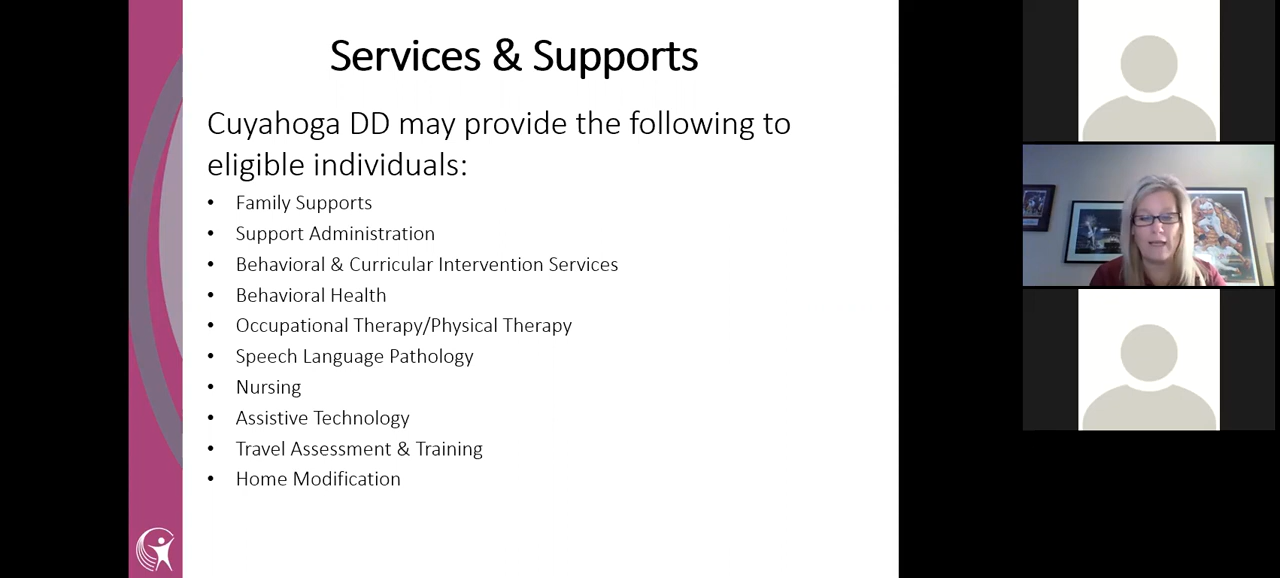 Services & Supports
Cuyahoga DD may provide the following to
eligible individuals:
• Family Supports
• Support Administration
• Behavioral & Curricular Intervention Services
• Behavioral Health
• Occupational Therapy/Physical Therapy
• Speech Language Pathology
• Nursing
• Assistive Technology
• Travel Assessment & Training
• Home Modification